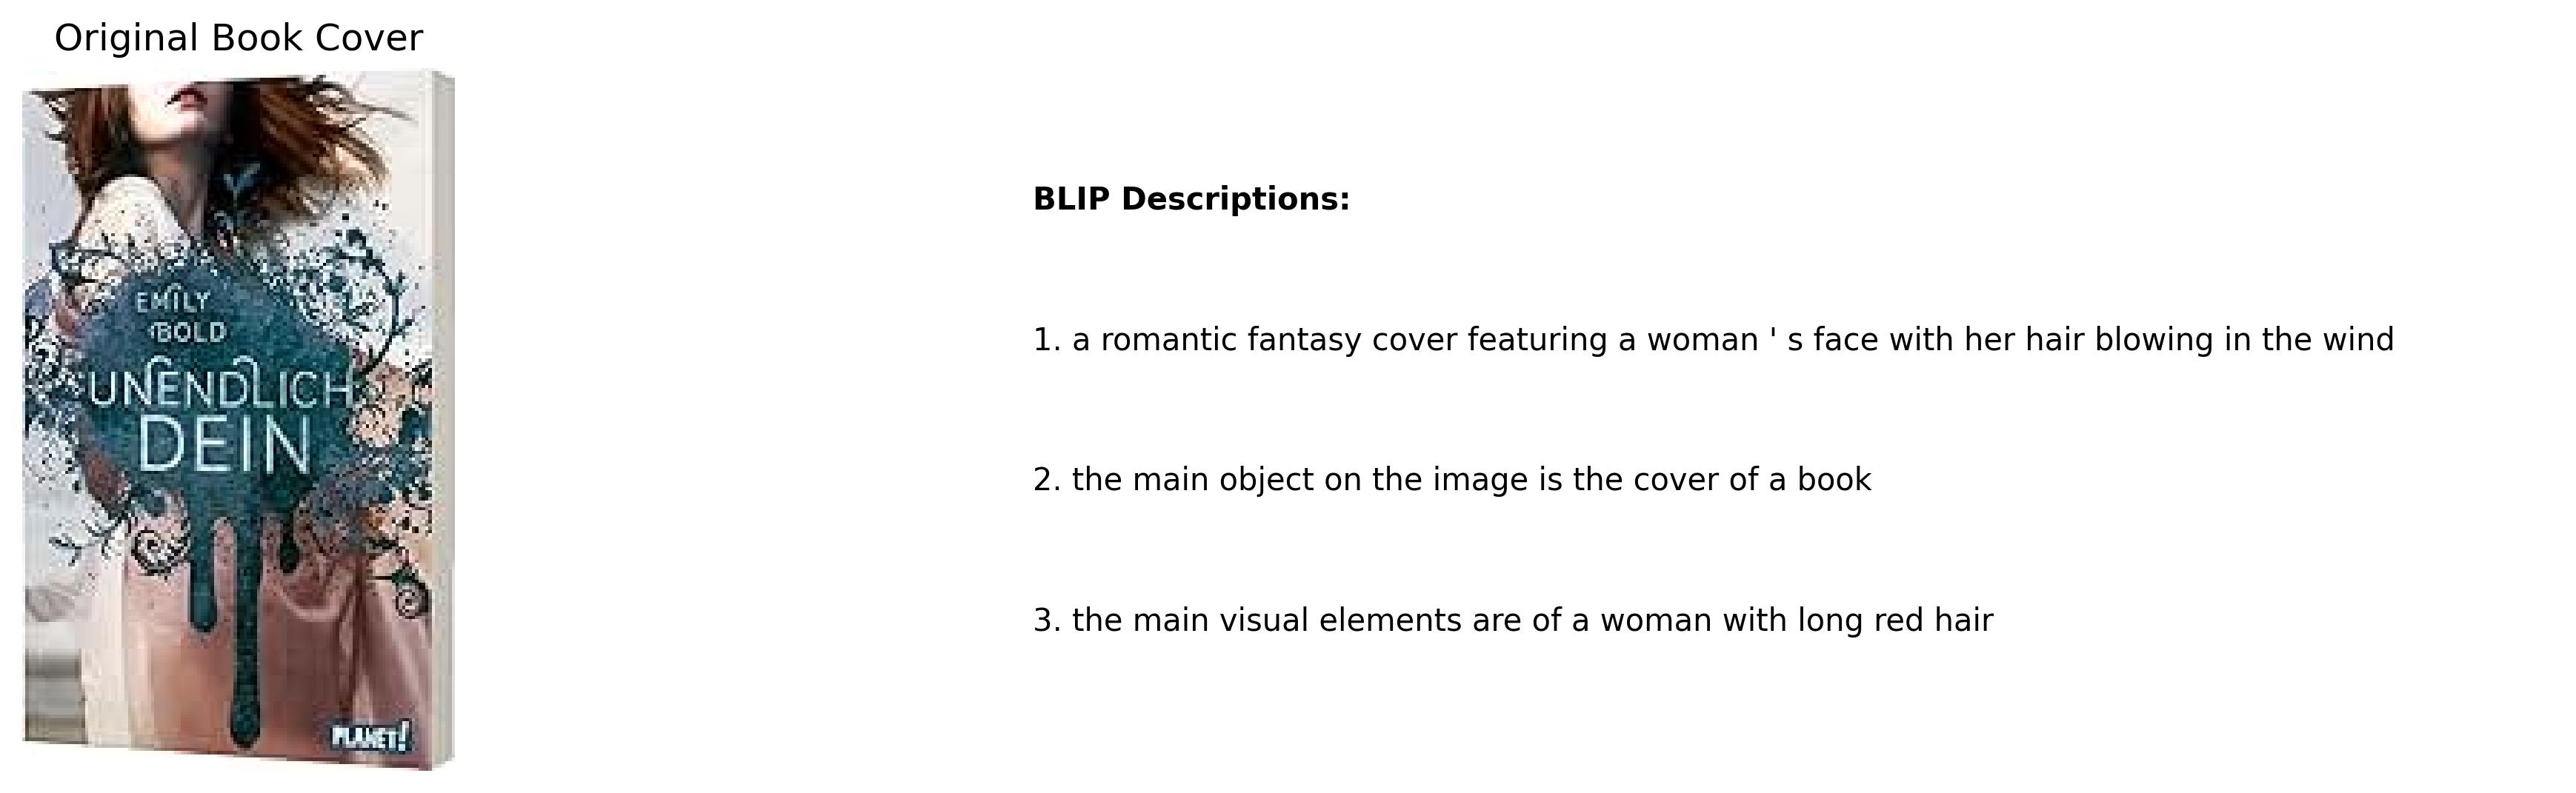 Original Book Cover
EMILY
BOLD
UNENDLICH
DEIN
PLANET!
BLIP Descriptions:
1. a romantic fantasy cover featuring a woman ' s face with her hair blowing in the wind
2. the main object on the image is the cover of a book
3. the main visual elements are of a woman with long red hair